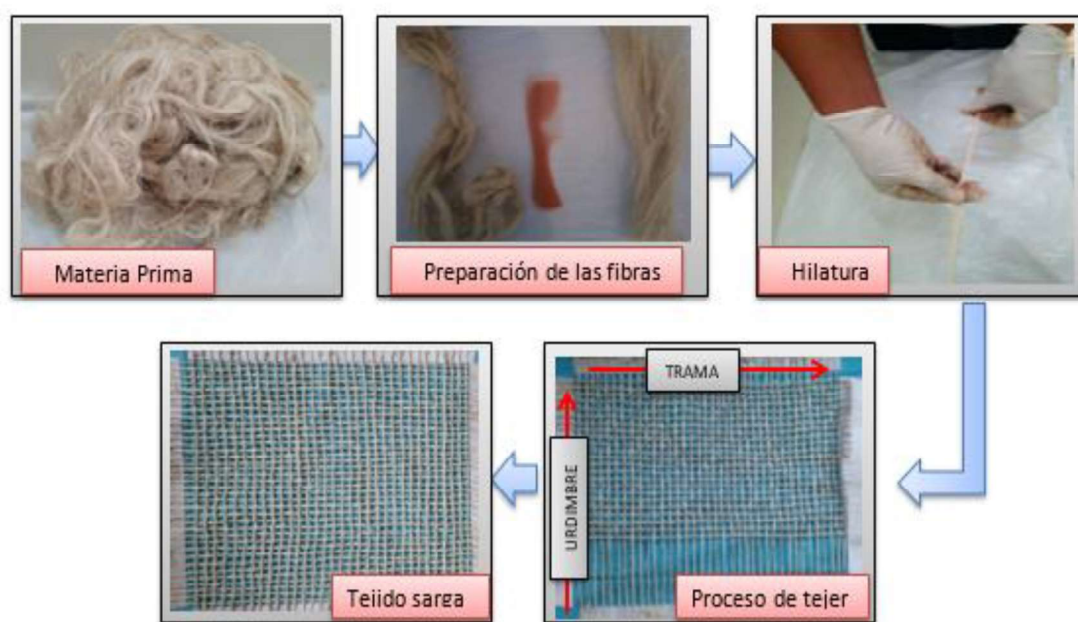 Materia Prima
Preparación de las fibras
Hilatura
TRAMA
URDIMBRE
Proceso de tejer
Tejido sarga